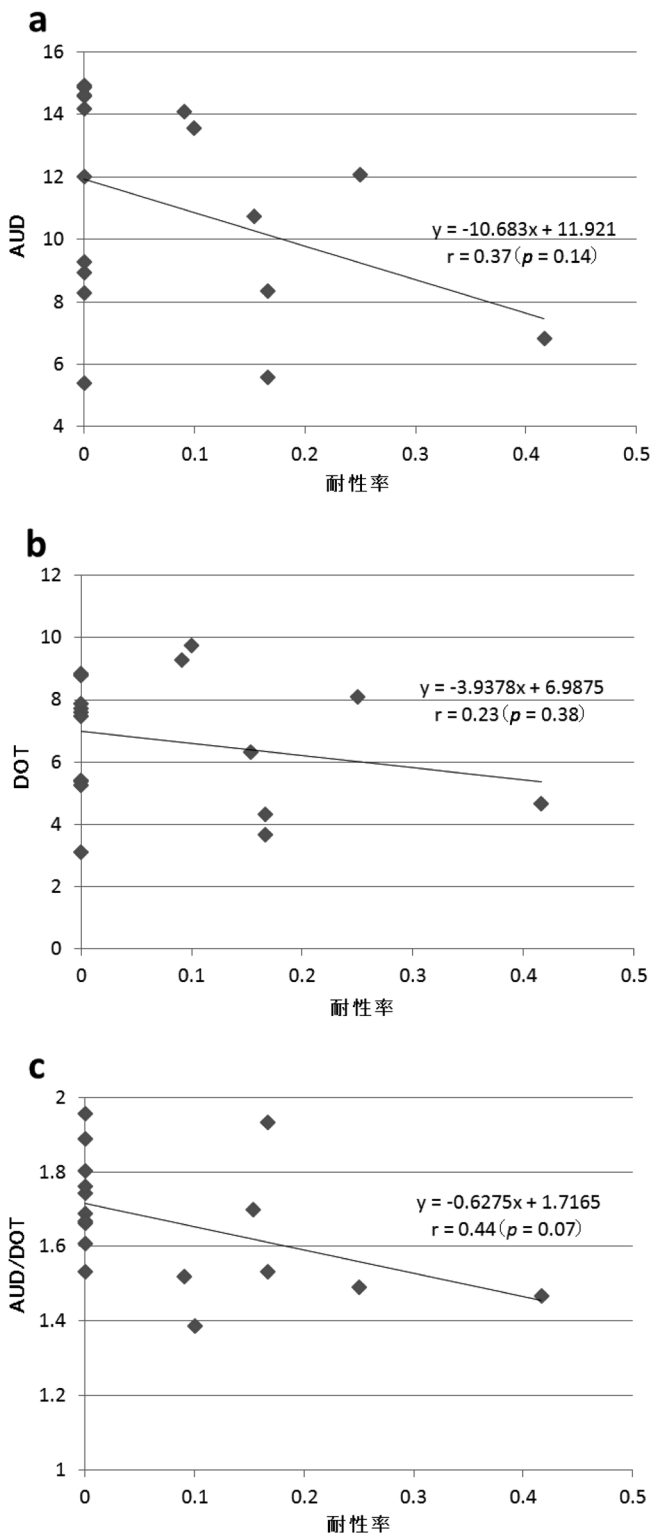 a
16
14
12
10
8
6
4
AUD
y = -10.683x + 11.921
r = 0.37（p = 0.14）
0 0.1 0.2 0.3 0.4 0.5
耐性率
b
12
10
8
6
4
2
0
DOT
y = -3.9378x + 6.9875
r = 0.23（p = 0.38）
0 0.1 0.2 0.3 0.4 0.5
耐性率
c
2
1.8
1.6
1.4
1.2
1
AUD/DOT
y = -0.6275x + 1.7165
r = 0.44（p = 0.07）
0 0.1 0.2 0.3 0.4 0.5
耐性率